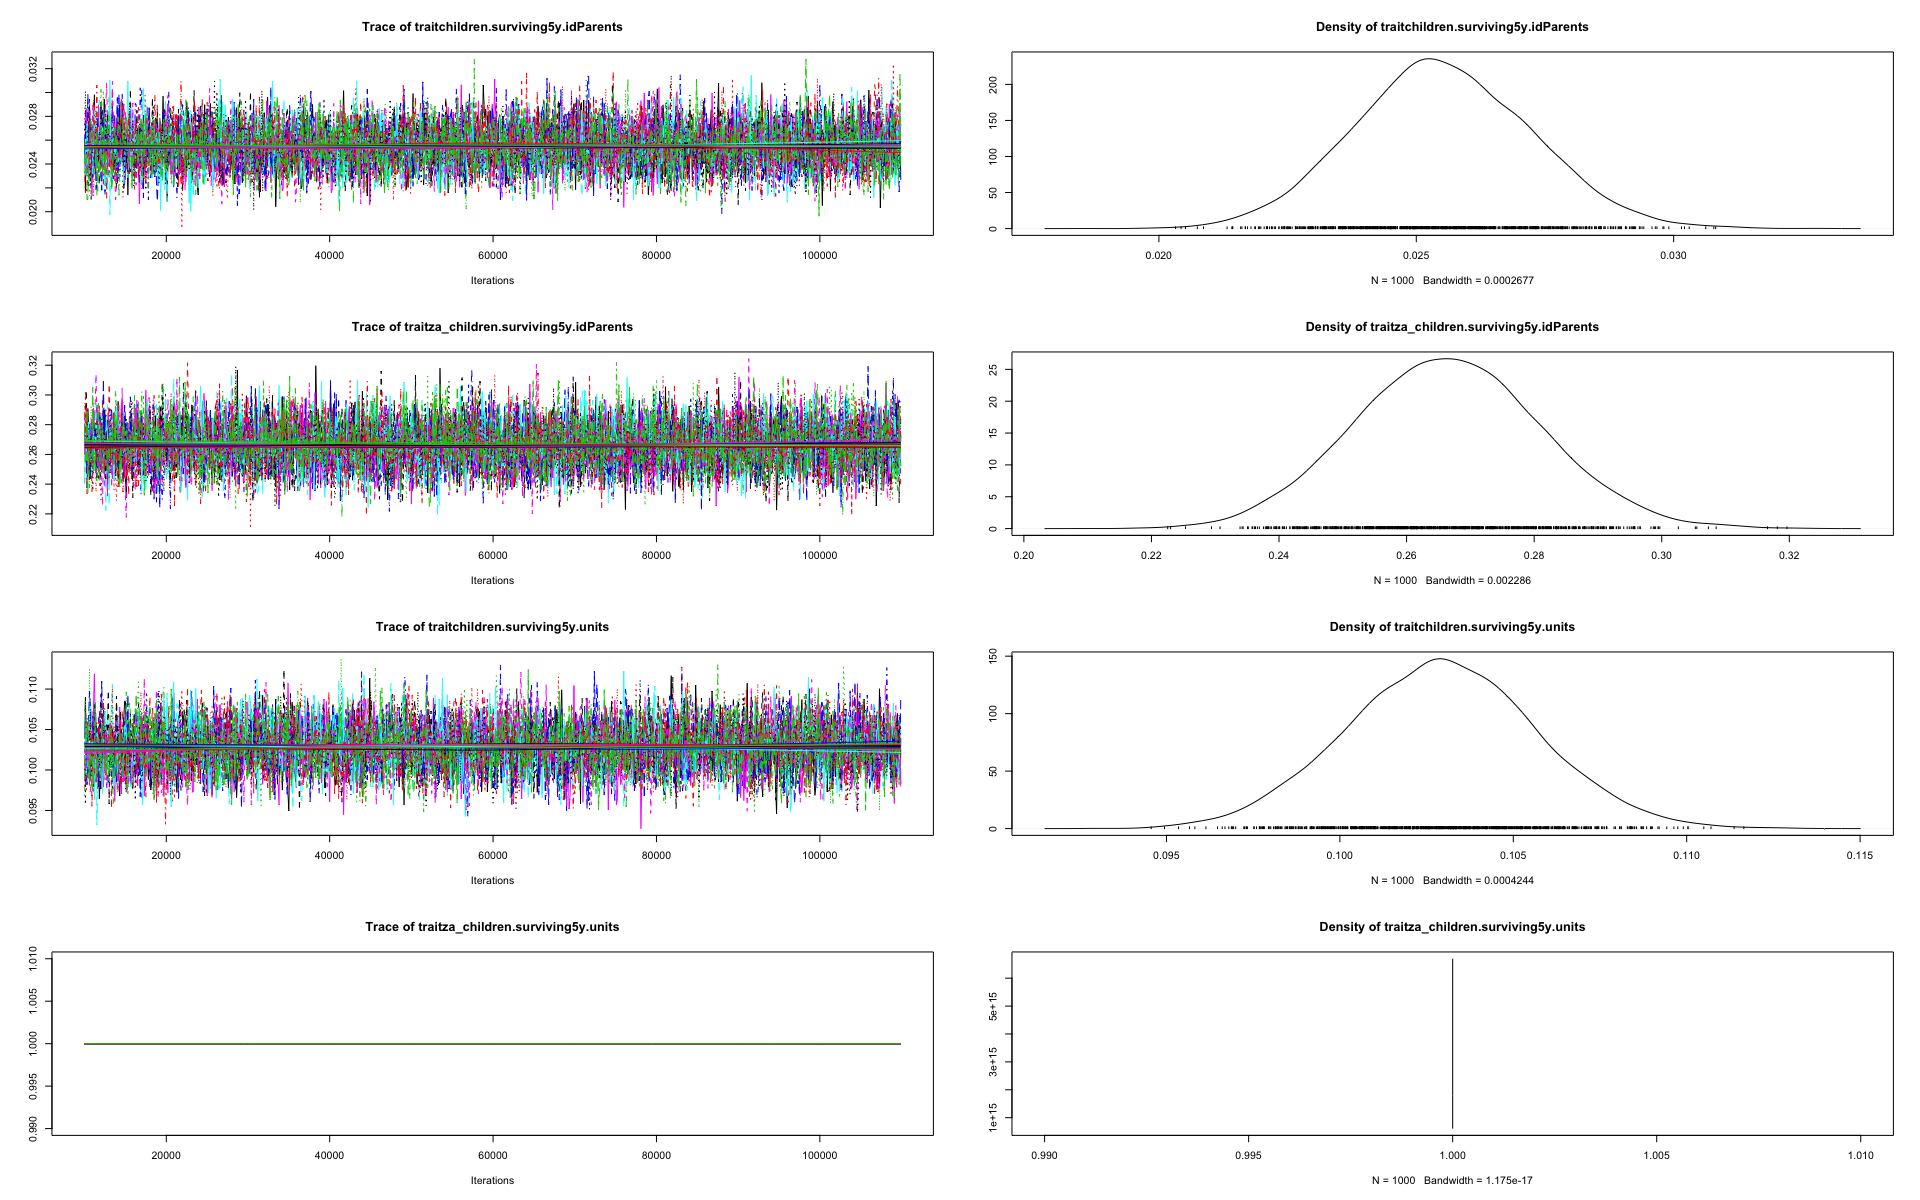 Trace of traitchildren.surviving5y.idParents
0.020 0.024 0.028 0.032
20000 40000 60000 80000 100000
Iterations
Density of traitchildren.surviving5y.idParents
0 50 100 150 200
0.020 0.025 0.030
N = 1000 Bandwidth = 0.0002677
Trace of traitza_children.surviving5y.idParents
0.22 0.24 0.26 0.28 0.30 0.32
20000 40000 60000 80000 100000
Iterations
Density of traitza_children.surviving5y.idParents
0 5 10 15 20 25
0.20 0.22 0.24 0.26 0.28 0.30 0.32
N = 1000 Bandwidth = 0.002286
Trace of traitchildren.surviving5y.units
0.095 0.100 0.105 0.110
20000 40000 60000 80000 100000
Iterations
Density of traitchildren.surviving5y.units
0 50 100 150
0.095 0.100 0.105 0.110 0.115
N = 1000 Bandwidth = 0.0004244
Trace of traitza_children.surviving5y.units
0.990 0.995 1.000 1.005 1.010
20000 40000 60000 80000 100000
Iterations
Density of traitza_children.surviving5y.units
1e+15 3e+15 5e+15
0.990 0.995 1.000 1.005 1.010
N = 1000 Bandwidth = 1.175e-17